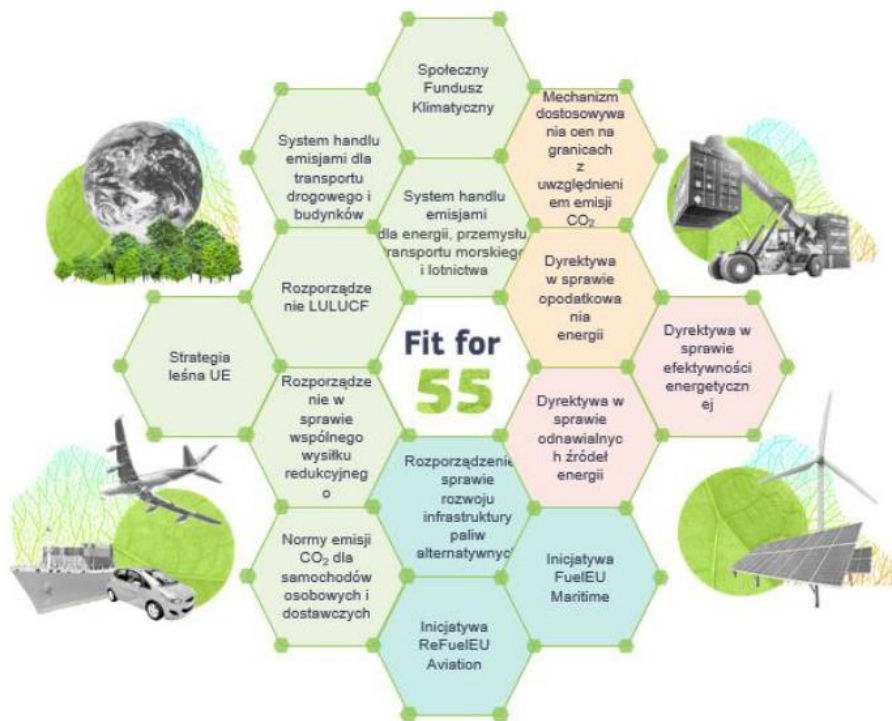 Społeczny
Fundusz
Klimatyczny
Mechanizm
dostosowywa
nia cen na
granicach
z
uwzględnieni
em emisji
CO₂
System handlu
emisjami dla
transportu
drogowego i
budynków
System handlu
emisjami
dla energii, przemysłu,
transportu morskiego
i lotnictwa
Rozporządze
nie LULUCF
Dyrektywa
w sprawie
opodatkowa
nia
energii
Strategia
leśna UE
Fit for
55
Dyrektywa w
sprawie
efektywności
energetyczn
ej
Rozporządze
nie w
sprawie
wspólnego
wysiłku
redukcyjneg
o
Dyrektywa w
sprawie
odnawialnyc
h źródeł
energii
Rozporządzenie
sprawie
rozwoju
infrastruktury
paliw
alternatywnych
Normy emisji
CO₂ dla
samochodów
osobowych i
dostawczych
Inicjatywa
FuelEU
Maritime
Inicjatywa
ReFuelEU
Aviation